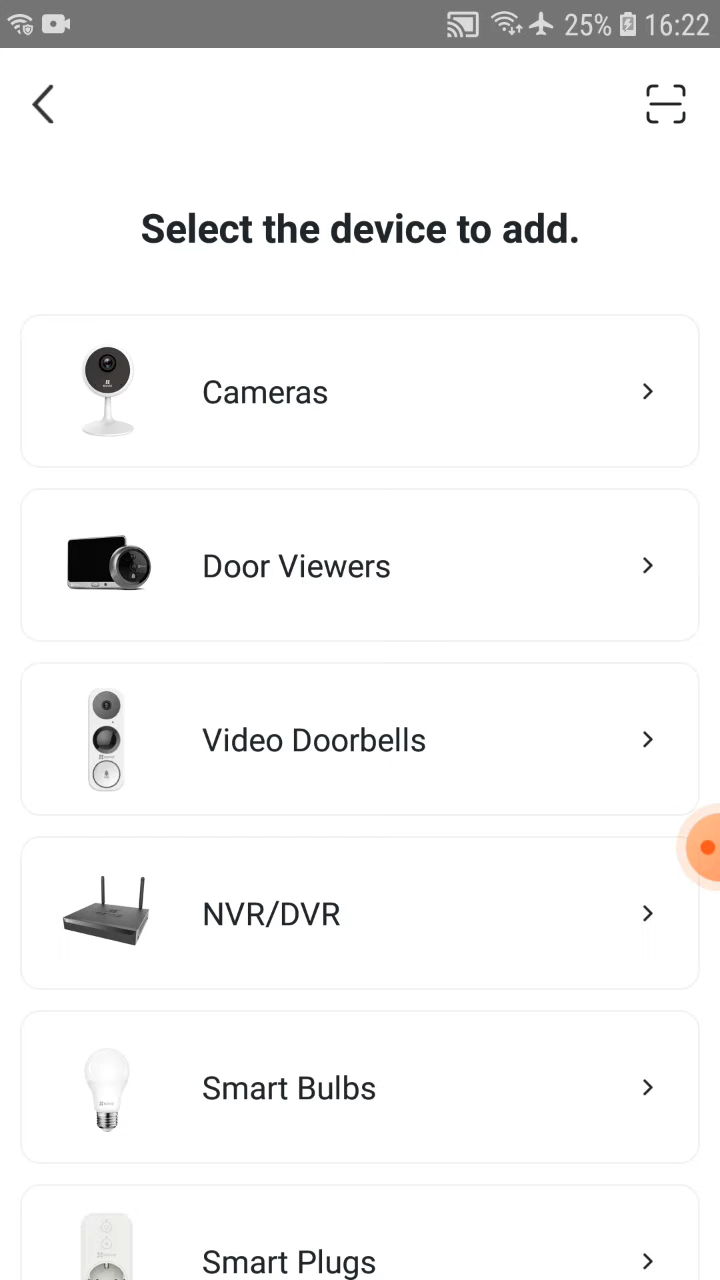 25% 16:22
Select the device to add.
Cameras
Door Viewers
Video Doorbells
NVR/DVR
Smart Bulbs
Smart Plugs